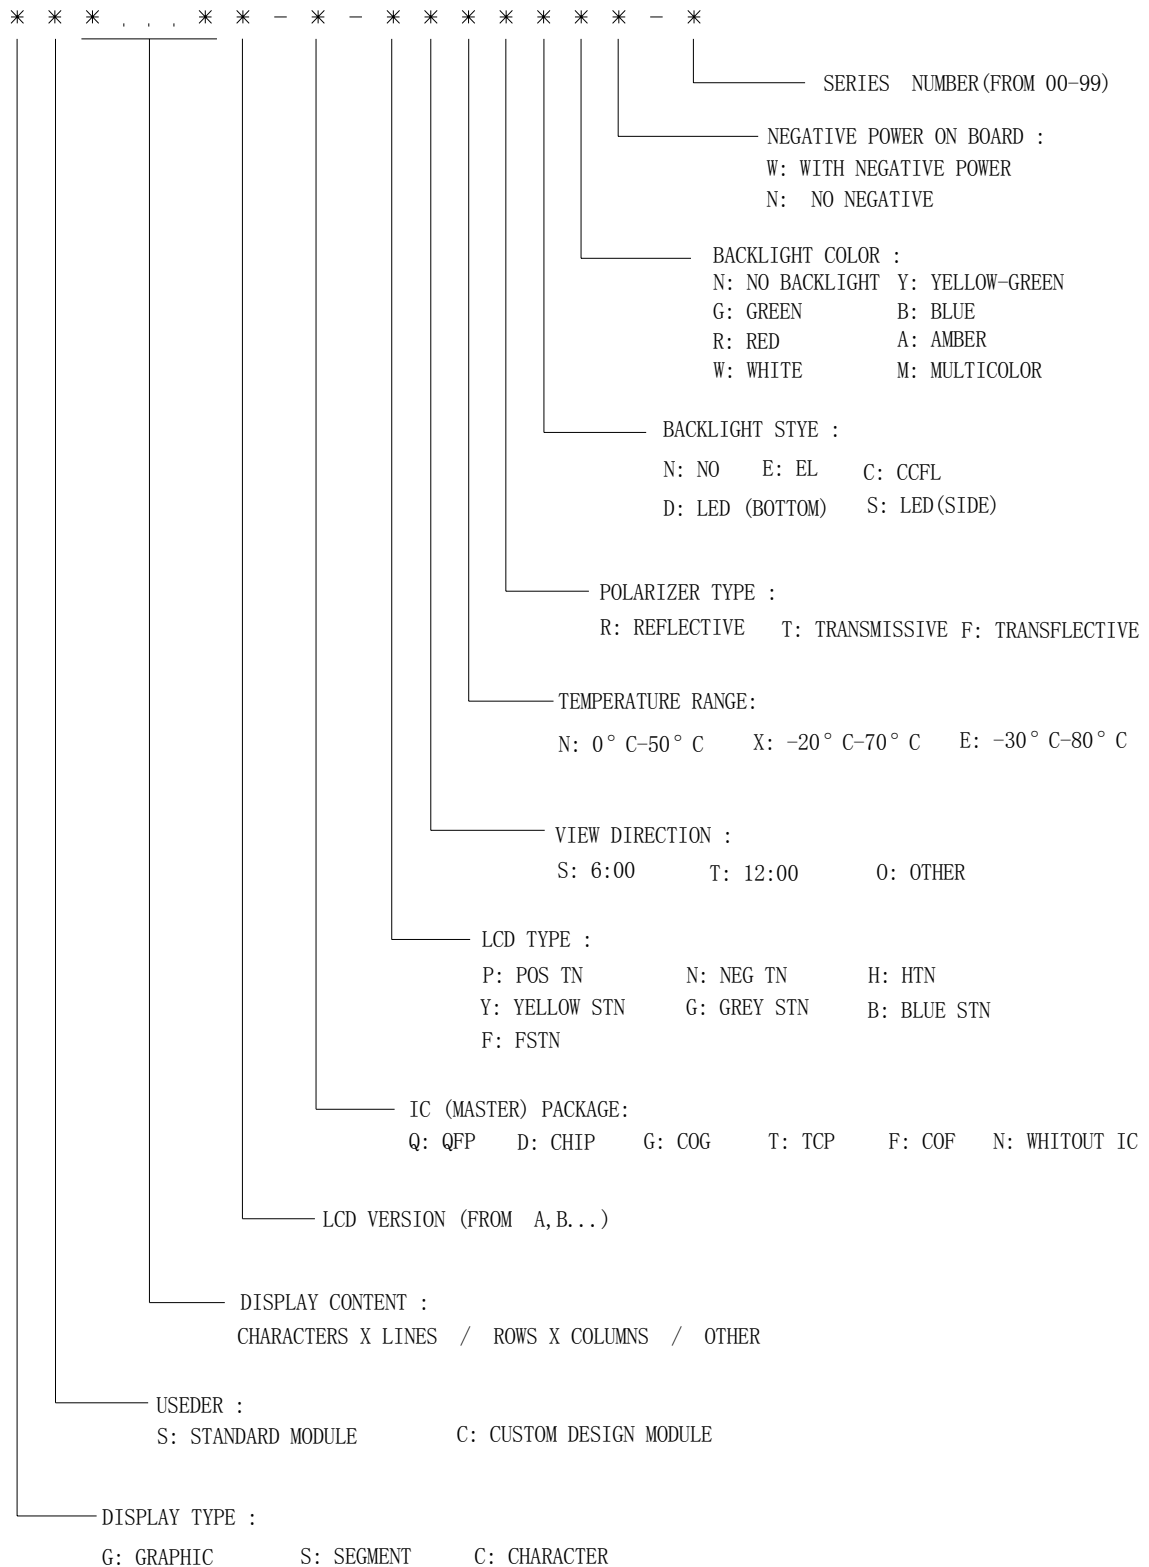 * * * . . . * * - * - * * * * * * * - *
SERIES NUMBER(FROM 00-99)
NEGATIVE POWER ON BOARD :
W: WITH NEGATIVE POWER
N: NO NEGATIVE
BACKLIGHT COLOR :
N: NO BACKLIGHT Y: YELLOW-GREEN
G: GREEN B: BLUE
R: RED A: AMBER
W: WHITE M: MULTICOLOR
BACKLIGHT STYE :
N: NO E: EL C: CCFL
D: LED (BOTTOM) S: LED(SIDE)
POLARIZER TYPE :
R: REFLECTIVE T: TRANSMISSIVE F: TRANSFLECTIVE
TEMPERATURE RANGE:
N: 0° C-50° C X: -20° C-70° C E: -30° C-80° C
VIEW DIRECTION :
S: 6:00 T: 12:00 O: OTHER
LCD TYPE :
P: POS TN N: NEG TN H: HTN
Y: YELLOW STN G: GREY STN B: BLUE STN
F: FSTN
IC (MASTER) PACKAGE:
Q: QFP D: CHIP G: COG T: TCP F: COF N: WHITOUT IC
LCD VERSION (FROM A,B...)
DISPLAY CONTENT :
CHARACTERS X LINES / ROWS X COLUMNS / OTHER
USEDER :
S: STANDARD MODULE C: CUSTOM DESIGN MODULE
DISPLAY TYPE :
G: GRAPHIC S: SEGMENT C: CHARACTER